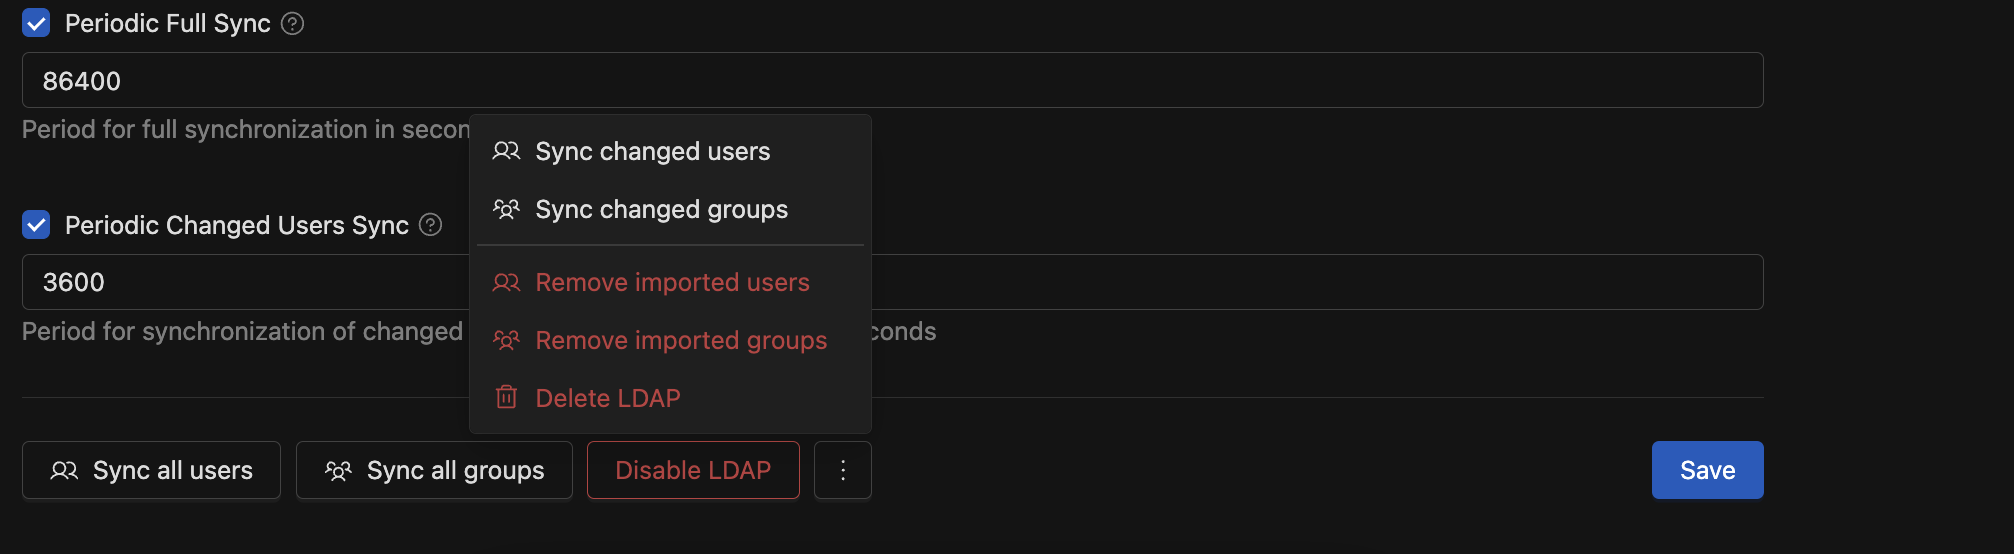 Periodic Full Sync
86400
Period for full synchronization in secon
Sync changed users
Sync changed groups
Periodic Changed Users Sync
3600
Remove imported users
Period for synchronization of changed
conds
Remove imported groups
Delete LDAP
Sync all users
Sync all groups
Disable LDAP
Save